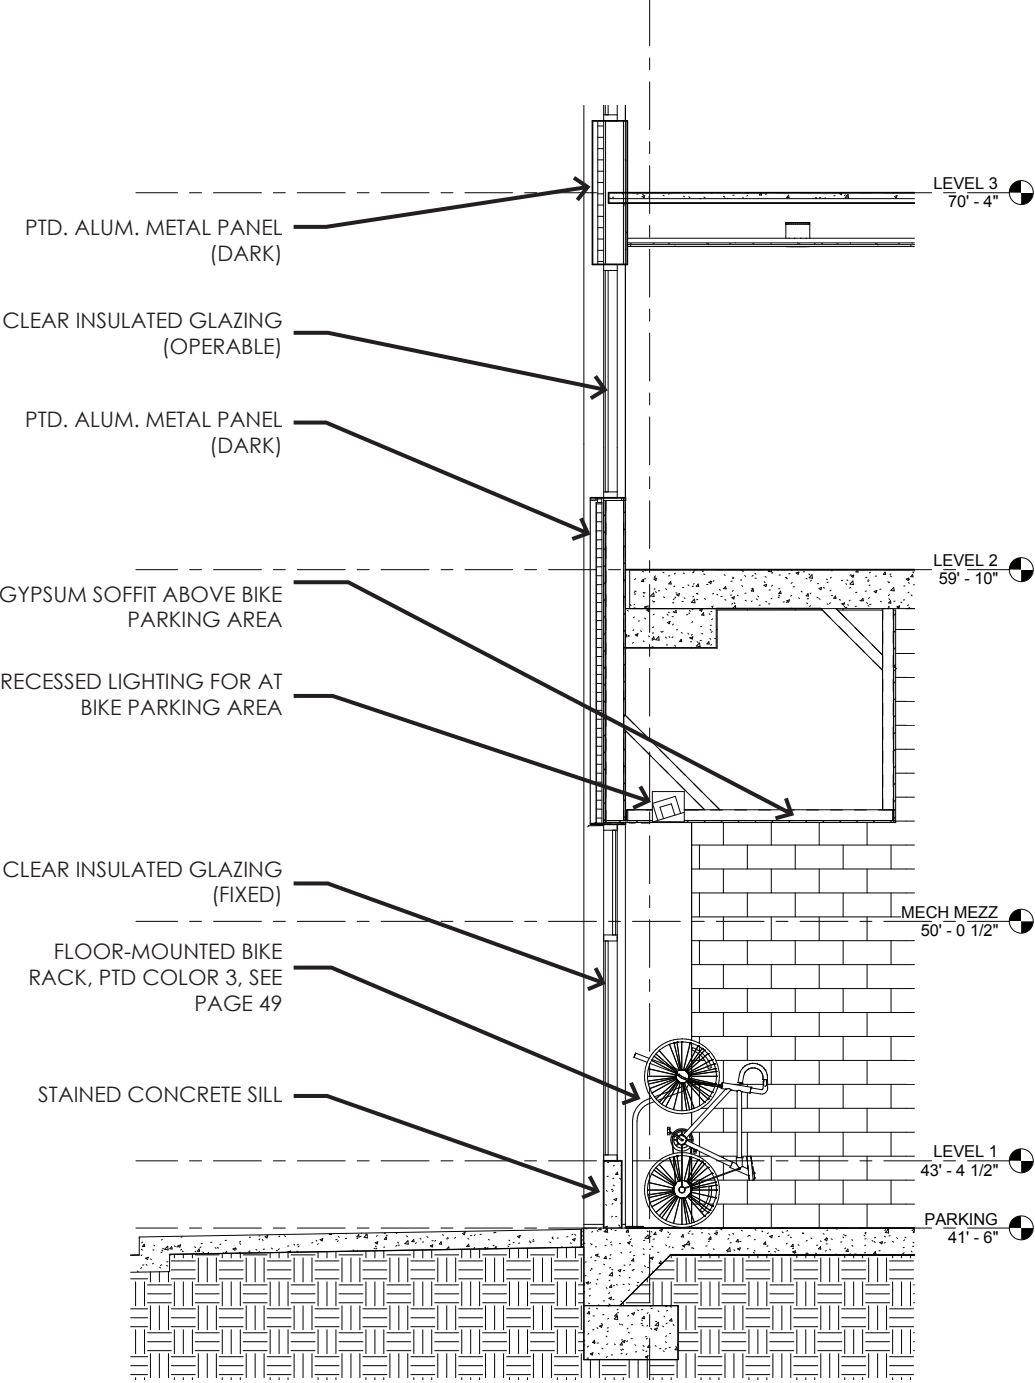 LEVEL 3
70' - 4"
PTD. ALUM. METAL PANEL
(DARK)
CLEAR INSULATED GLAZING
(OPERABLE)
PTD. ALUM. METAL PANEL
(DARK)
LEVEL 2
59' - 10"
GYPSUM SOFFIT ABOVE BIKE
PARKING AREA
RECESSED LIGHTING FOR AT
BIKE PARKING AREA
CLEAR INSULATED GLAZING
(FIXED)
MECH MEZZ
50' - 0 1/2"
FLOOR-MOUNTED BIKE
RACK, PTD COLOR 3, SEE
PAGE 49
STAINED CONCRETE SILL
LEVEL 1
43' - 4 1/2"
PARKING
41' - 6"